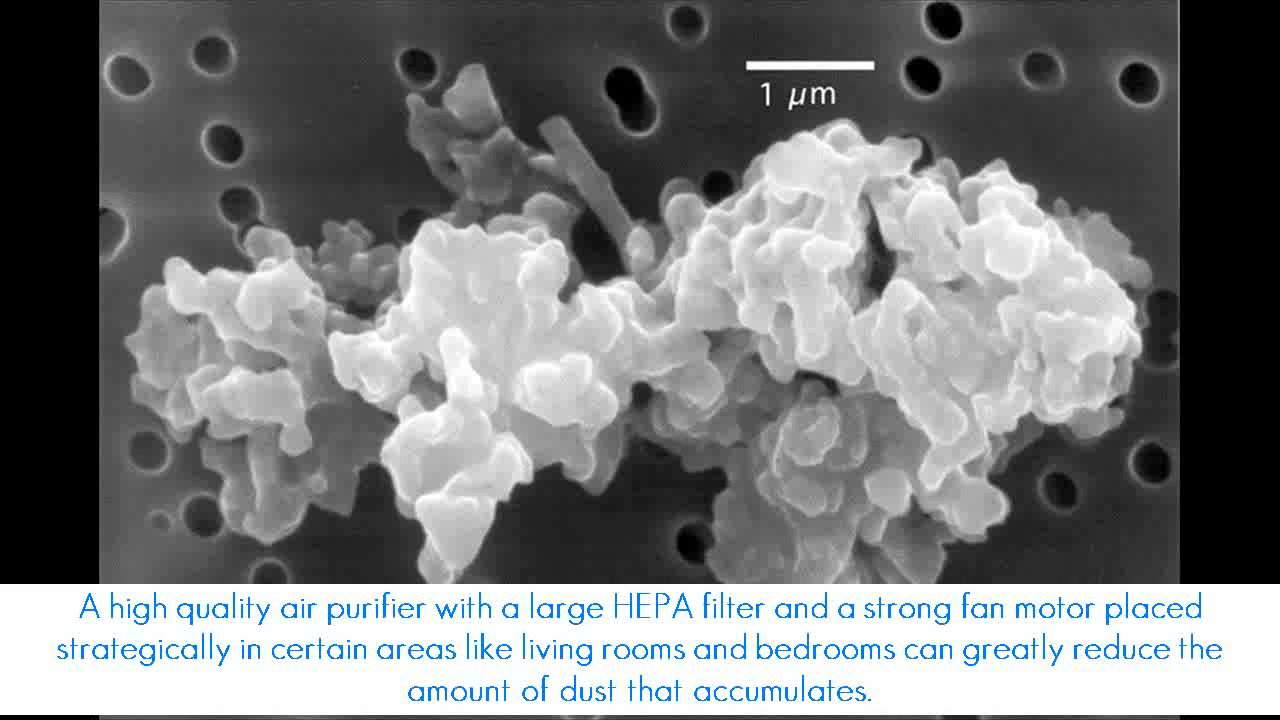 1 µm
A high quality air purifier with a large HEPA filter and a strong fan motor placed
strategically in certain areas like living rooms and bedrooms can greatly reduce the
amount of dust that accumulates.